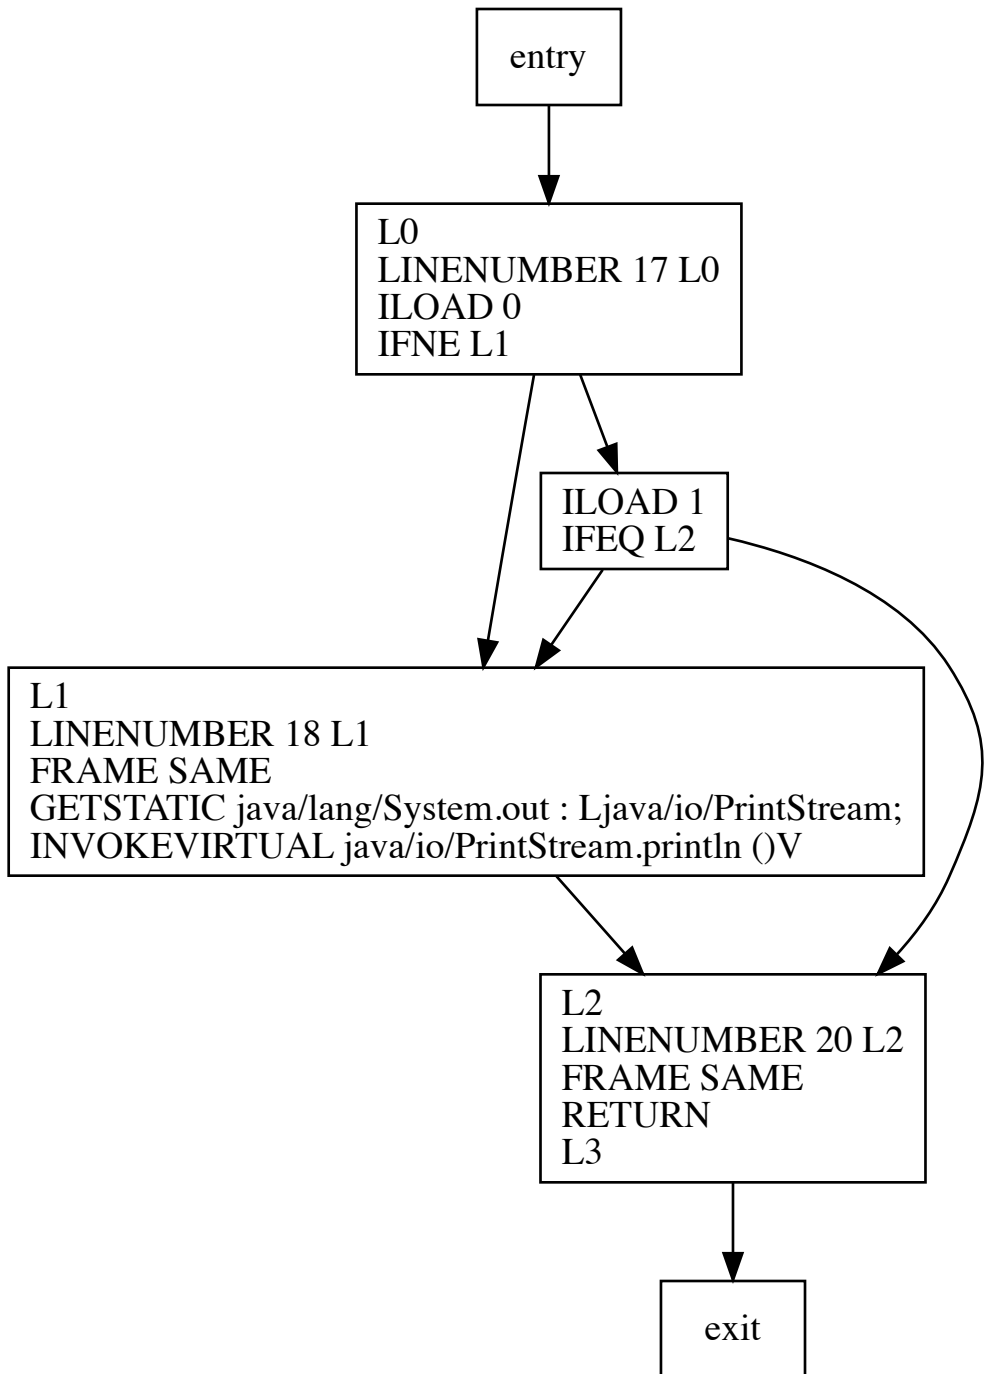 entry
L0
LINENUMBER 17 L0
ILOAD 0
IFNE L1
ILOAD 1
IFEQ L2
L1
LINENUMBER 18 L1
FRAME SAME
GETSTATIC java/lang/System.out : Ljava/io/PrintStream;
INVOKEVIRTUAL java/io/PrintStream.println ()V
L2
LINENUMBER 20 L2
FRAME SAME
RETURN
L3
exit